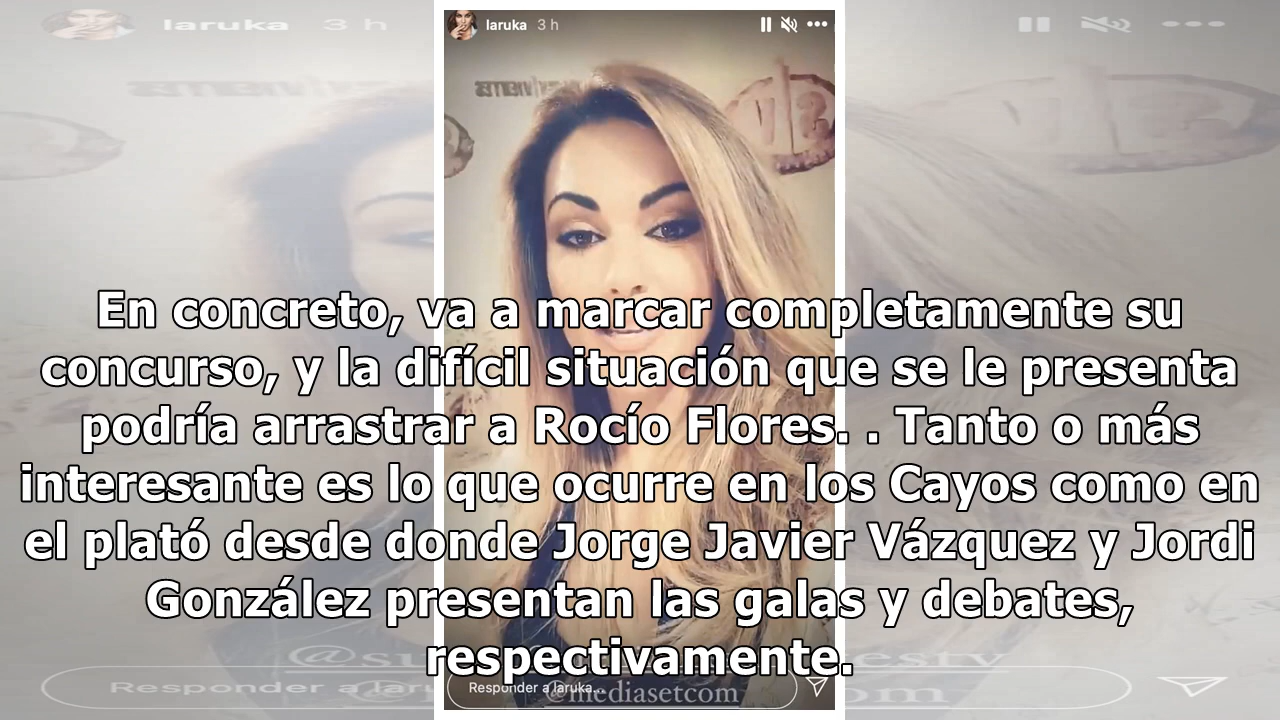 laruka 3 h
laruka 3 h
En concreto, va a marcar completamente su
concurso, y la difícil situación que se le presenta
podría arrastrar a Rocío Flores. . Tanto o más
interesante es lo que ocurre en los Cayos como en
el plató desde donde Jorge Javier Vázquez y Jordi
González presentan las galas y debates,
respectivamente.
Responder a laruka...
@mediasetcom